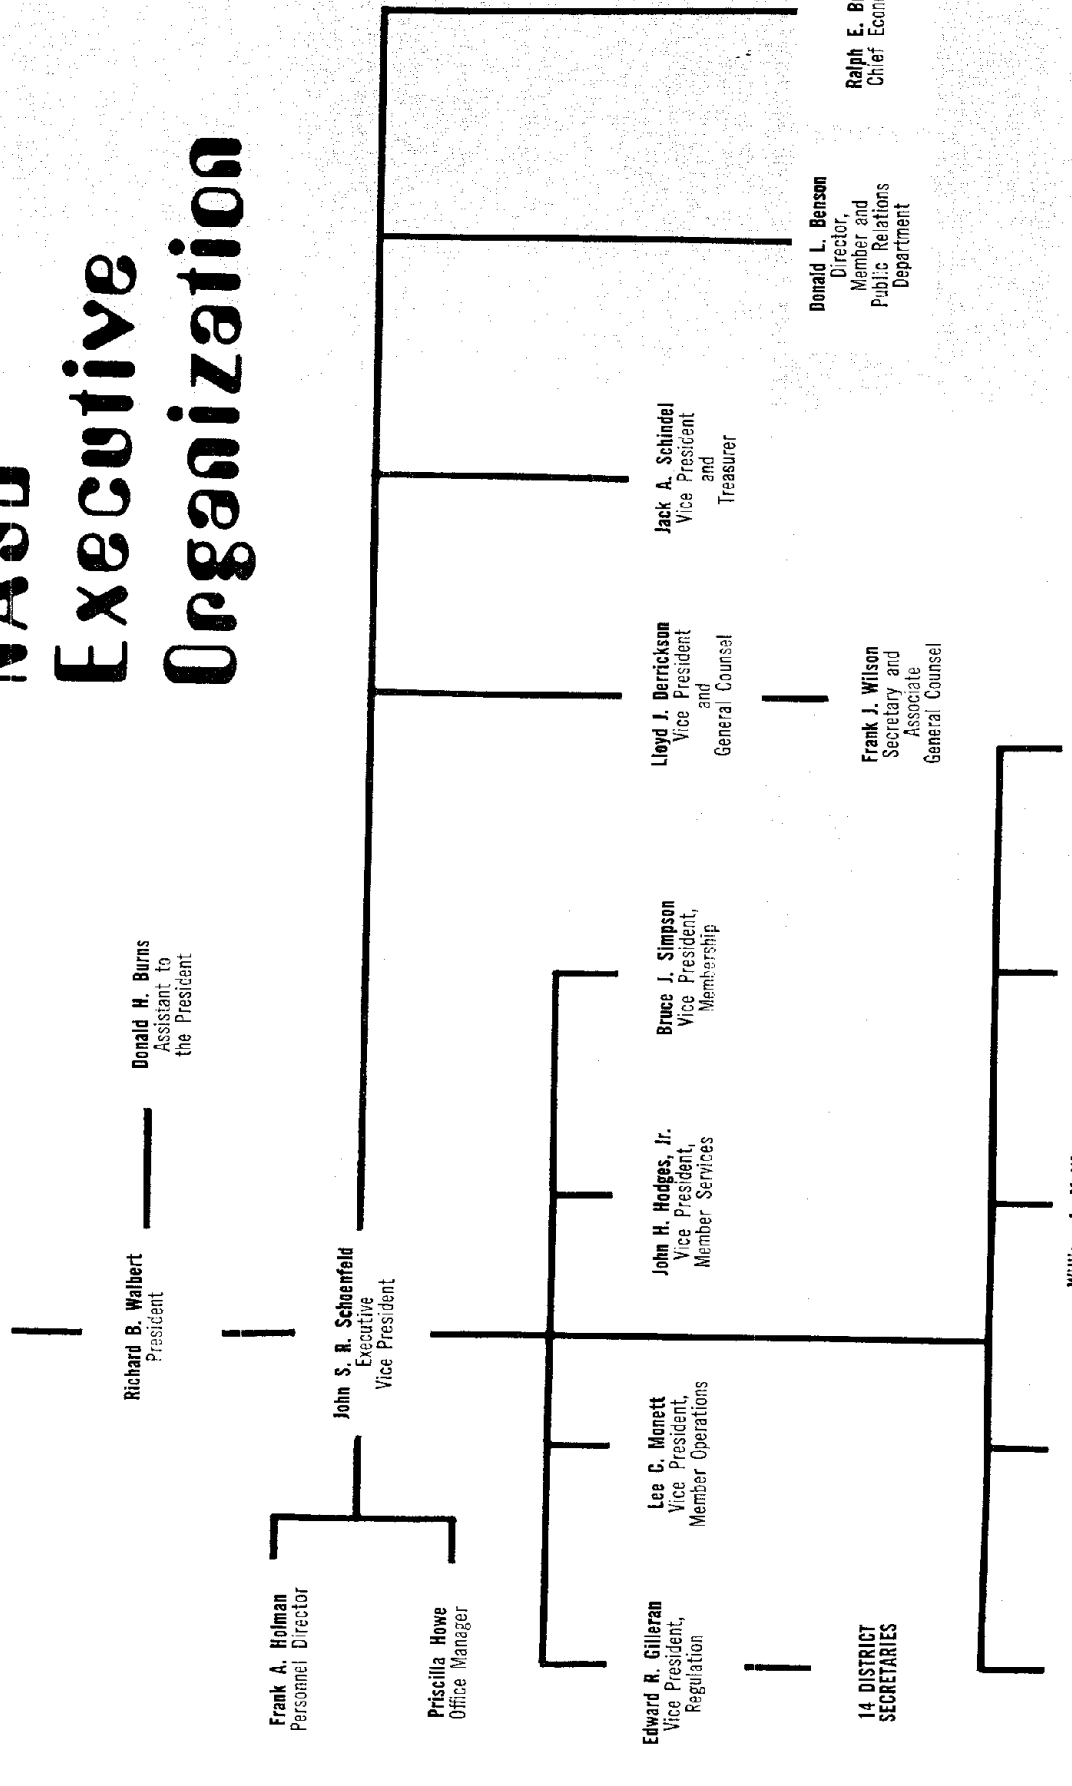 NASD
Executive
Organization
Richard B. Walbert
President
Donald H. Burns
Assistant to
the President
John S. R. Schoenfeld
Executive
Vice President
Frank A. Holman
Personnel Director
Priscilla Howe
Office Manager
Edward R. Gilleran
Vice President,
Regulation
Lee C. Monett
Vice President,
Member Operations
John H. Hodges, Jr.
Vice President,
Member Services
Bruce J. Simpson
Vice President,
Membership
Lloyd J. Derrickson
Vice President
and
General Counsel
Jack A. Schindel
Vice President
and
Treasurer
Donald L. Benson
Director,
Member and
Public Relations
Department
Ralph E.
Chief
14 DISTRICT
SECRETARIES
Frank J. Wilson
Secretary and
Associate
General Counsel